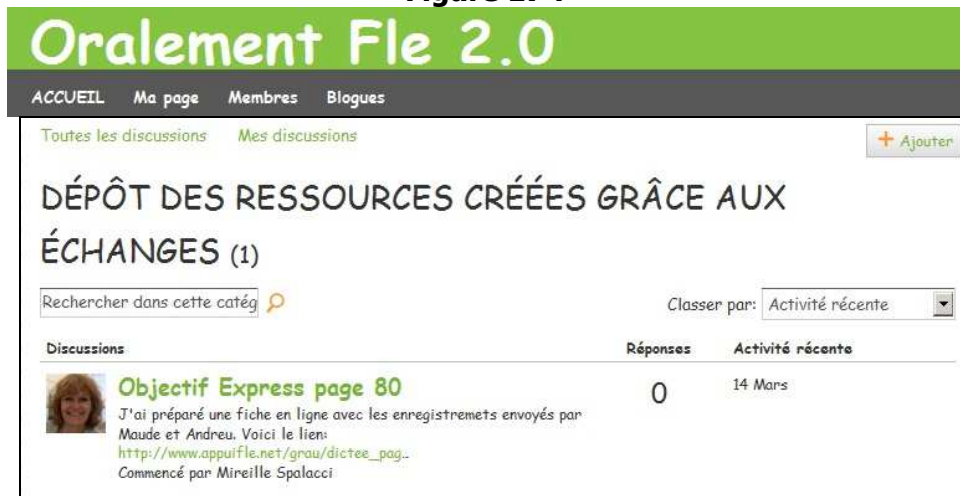 Oralement Fle 2.0
ACCUEIL Ma page Membres Blogues
Toutes les discussions Mes discussions
+ Ajouter
DÉPÔT DES RESSOURCES CRÉÉES GRÂCE AUX
ÉCHANGES (1)
Rechercher dans cette catég
Classer par: Activité récente
Discussions Réponses Activité récente
Objectif Express page 80
0
14 Mars
J'ai préparé une fiche en ligne avec les enregistremets envoyés par
Maude et Andreu. Voici le lien:
http://www.appuifle.net/grau/dictee_pag...
Commencé par Mireille Spalacci